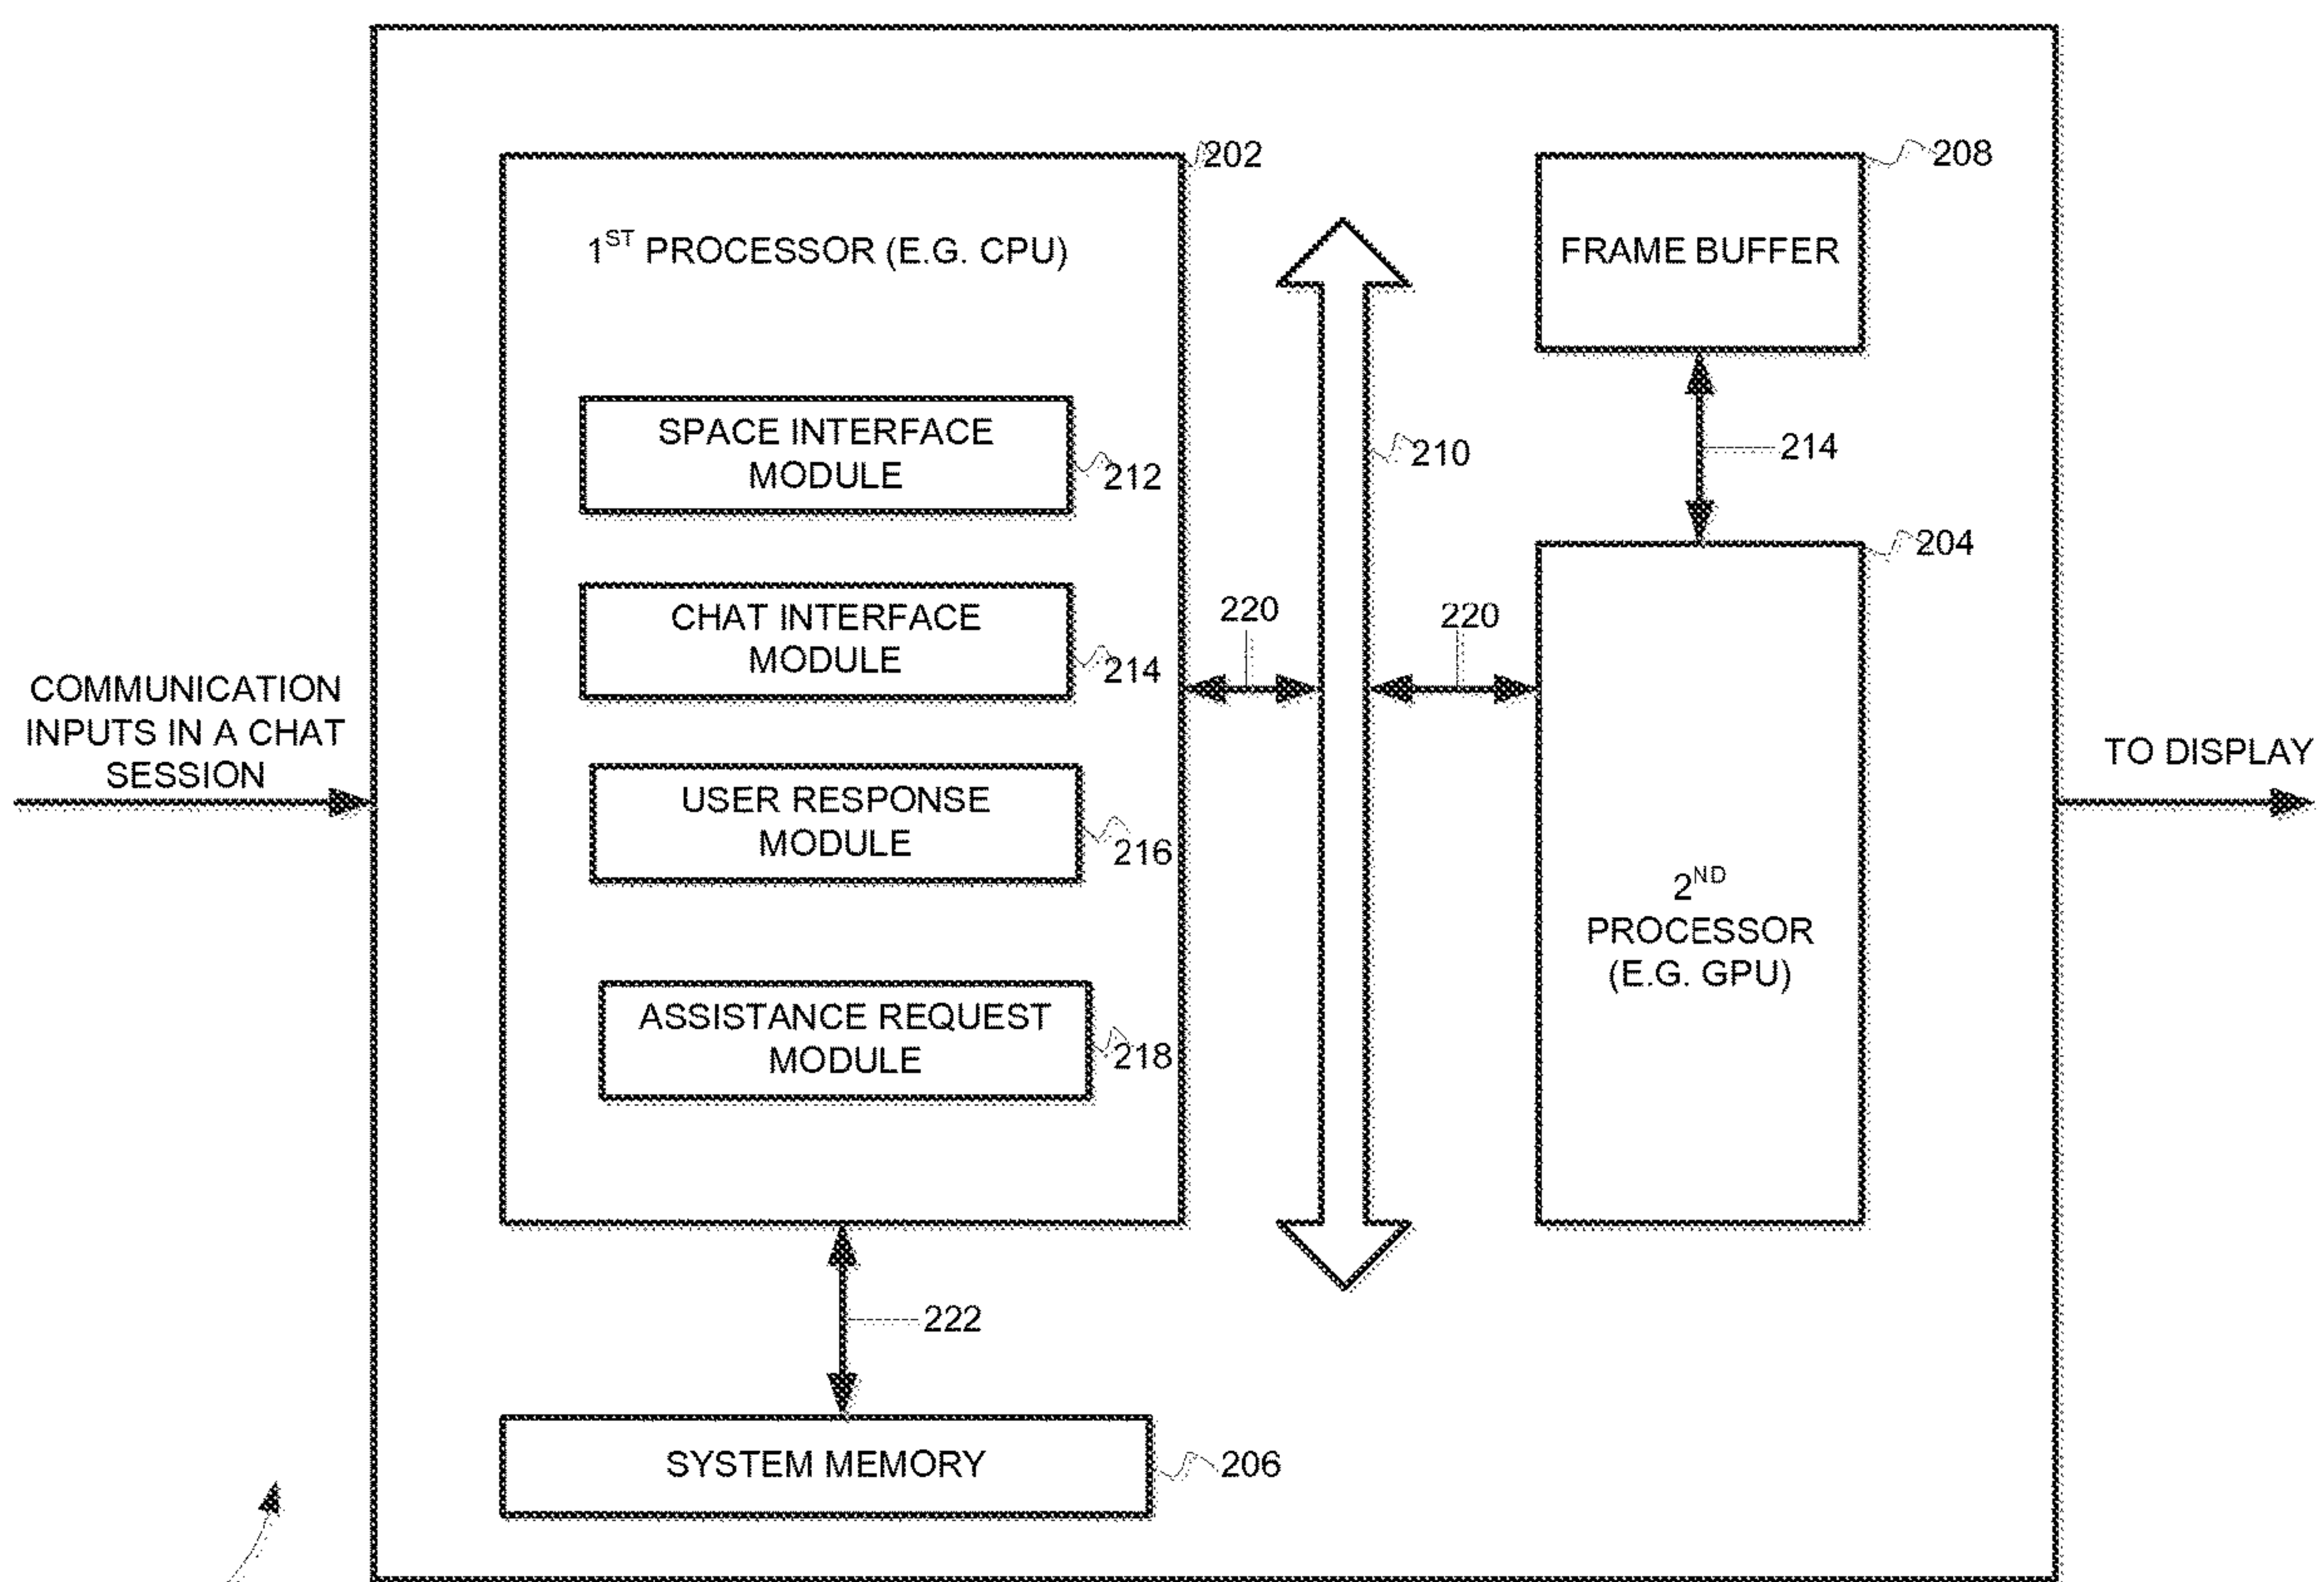 COMMUNICATION
INPUTS IN A CHAT
SESSION
202
1ST PROCESSOR (E.G. CPU)
SPACE INTERFACE
MODULE
212
CHAT INTERFACE
MODULE
214
USER RESPONSE
MODULE
216
ASSISTANCE REQUEST
MODULE
218
220
210
220
208
FRAME BUFFER
214
204
2ND
PROCESSOR
(E.G. GPU)
222
SYSTEM MEMORY
206
TO DISPLAY